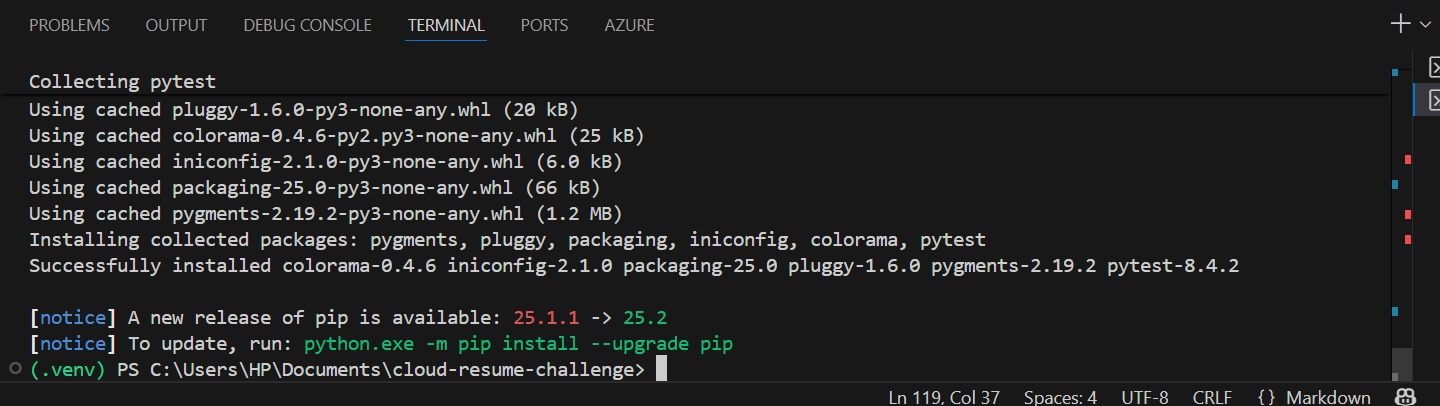 PROBLEMS OUTPUT DEBUG CONSOLE TERMINAL PORTS AZURE
Collecting pytest
Using cached pluggy-1.6.0-py3-none-any.whl (20 kB)
Using cached colorama-0.4.6-py2.py3-none-any.whl (25 kB)
Using cached iniconfig-2.1.0-py3-none-any.whl (6.0 kB)
Using cached packaging-25.0-py3-none-any.whl (66 kB)
Using cached pygments-2.19.2-py3-none-any.whl (1.2 MB)
Installing collected packages: pygments, pluggy, packaging, iniconfig, colorama, pytest
Successfully installed colorama-0.4.6 iniconfig-2.1.0 packaging-25.0 pluggy-1.6.0 pygments-2.19.2 pytest-8.4.2
[notice] A new release of pip is available: 25.1.1 -> 25.2
[notice] To update, run: python.exe -m pip install --upgrade pip
(.venv) PS C:\Users\HP\Documents\cloud-resume-challenge>
Ln 119, Col 37 Spaces: 4 UTF-8 CRLF {} Markdown